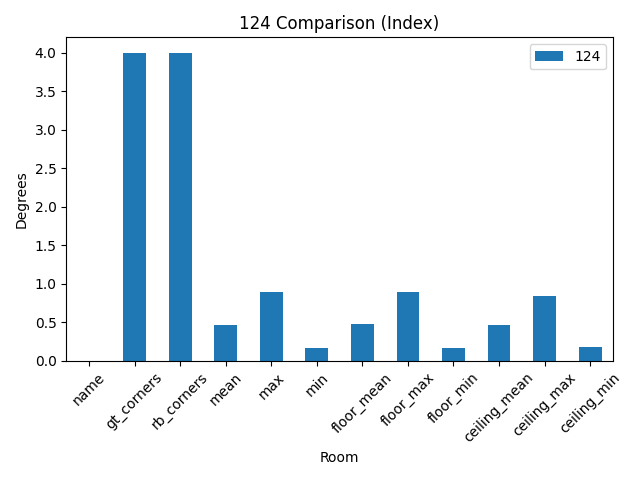 124 Comparison (Index)
124
Degrees
4.0
3.5
3.0
2.5
2.0
1.5
1.0
0.5
0.0
name
gt_corners
rb_corners
mean
max
min
floor_mean
floor_max
floor_min
ceiling_mean
ceiling_max
ceiling_min
Room